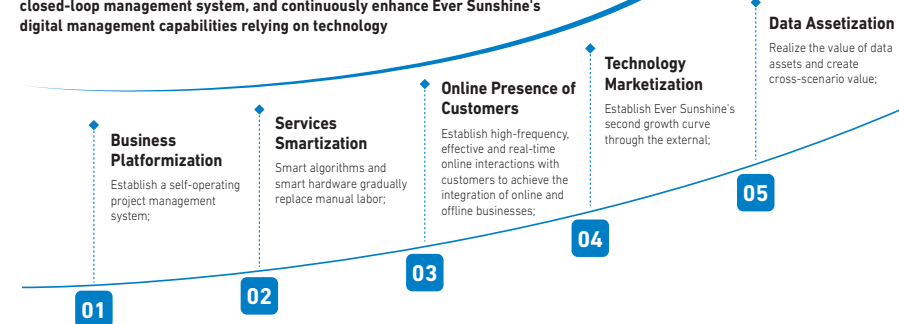 closed-loop management system, and continuously enhance Ever Sunshine's
digital management capabilities relying on technology
Business
Platformization
Establish a self-operating
project management
system;
01
Services
Smartization
Smart algorithms and
smart hardware gradually
replace manual labor;
02
Online Presence of
Customers
Establish high-frequency,
effective and real-time
online interactions with
customers to achieve the
integration of online and
offline businesses;
03
Technology
Marketization
Establish Ever Sunshine's
second growth curve
through the external;
04
Data Assetization
Realize the value of data
assets and create
cross-scenario value;
05